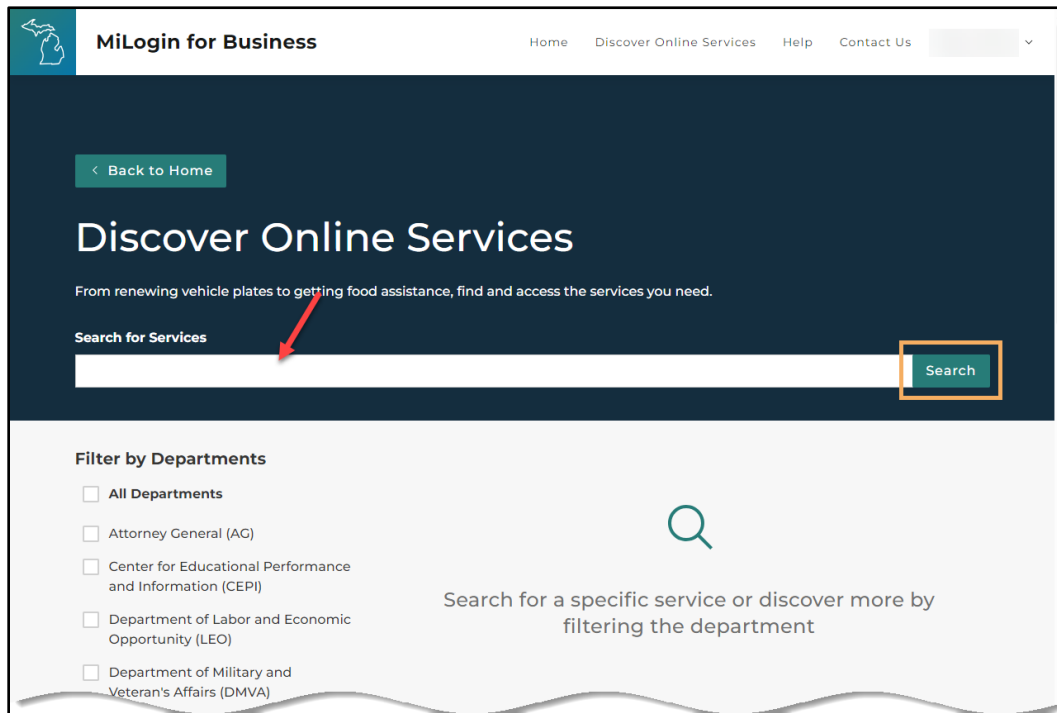 MiLogin for Business
Home Discover Online Services Help Contact Us
< Back to Home
Discover Online Services
From renewing vehicle plates to getting food assistance, find and access the services you need.
Search for Services
Search
Filter by Departments
All Departments
Attorney General (AG)
Center for Educational Performance
and Information (CEPI)
Department of Labor and Economic
Opportunity (LEO)
Department of Military and
Veteran's Affairs (DMVA)
Search for a specific service or discover more by
filtering the department